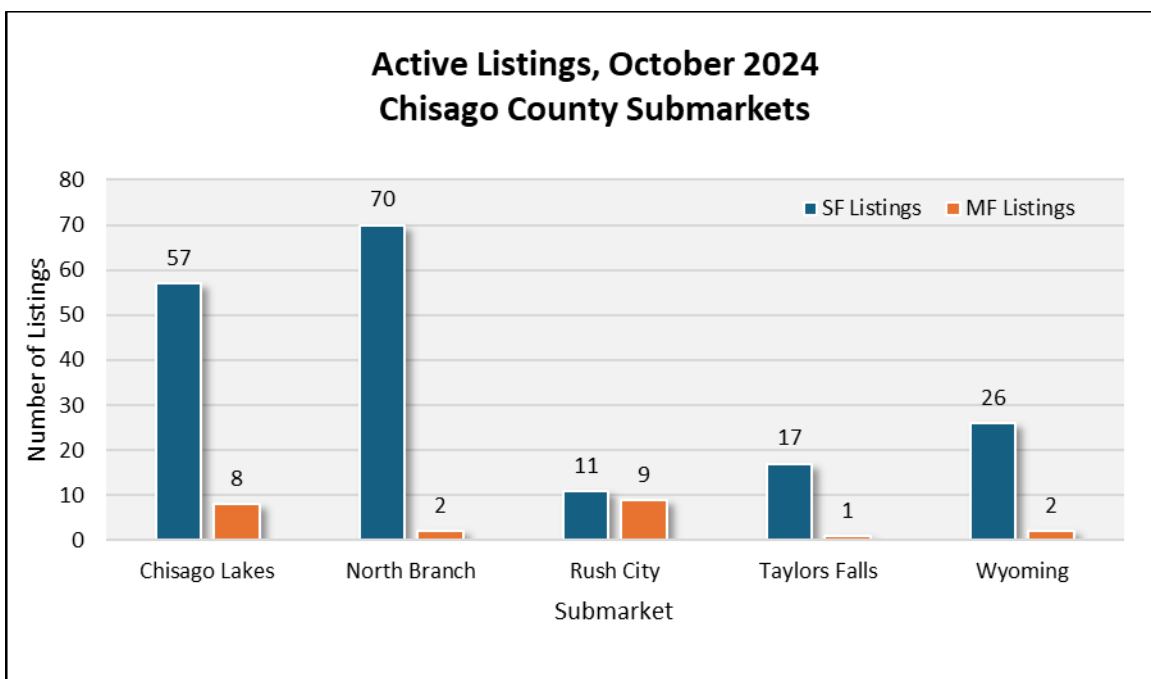 Active Listings, October 2024
Chisago County Submarkets
SF Listings
MF Listings
Number of Listings
80
70
60
50
40
30
20
10
0
57
8
70
2
11
9
17
1
26
2
Chisago Lakes
North Branch
Rush City
Taylors Falls
Wyoming
Submarket